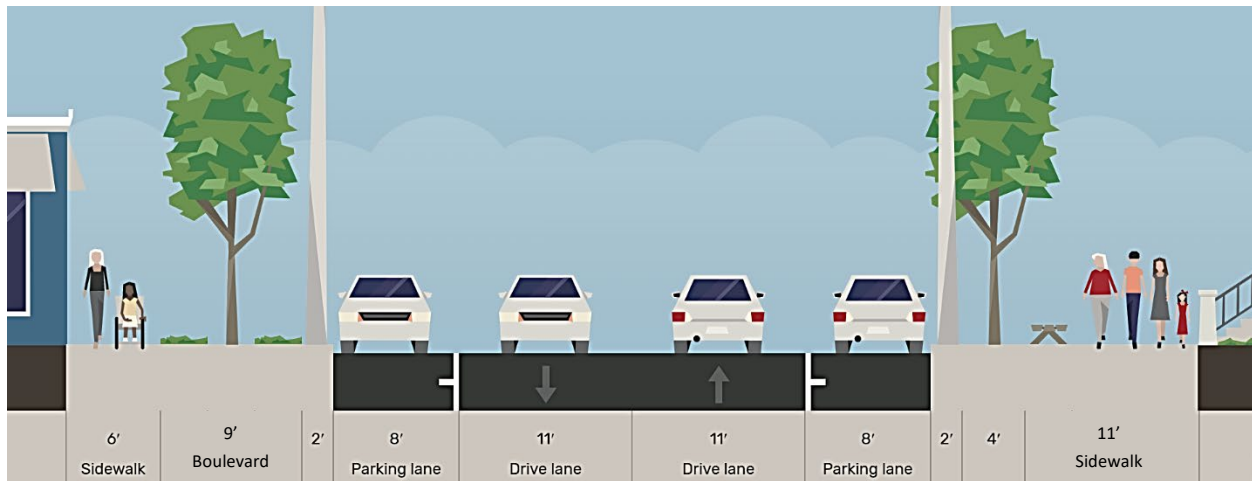 6'
Sidewalk
9'
Boulevard
2'
8'
Parking lane
11'
Drive lane
11'
Drive lane
8'
Parking lane
2'
4'
11'
Sidewalk